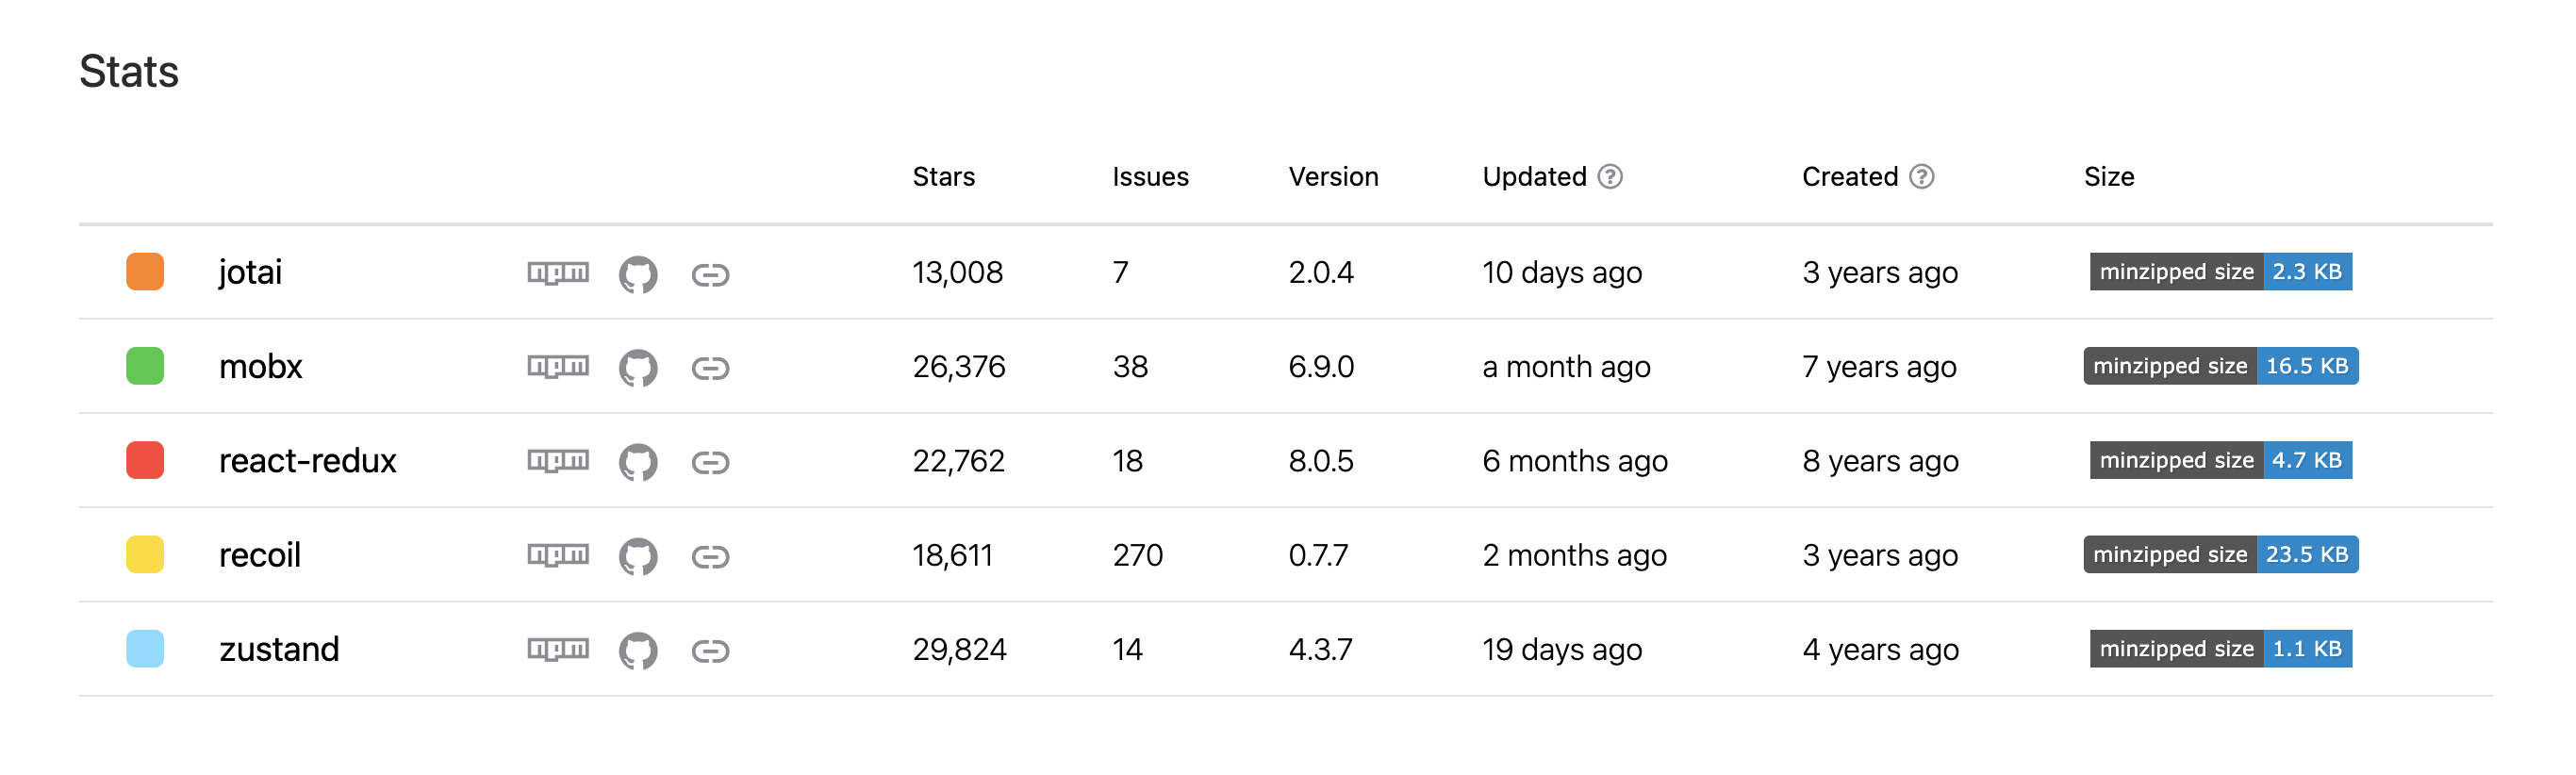 Stats
Stars Issues Version Updated ? Created ? Size
jotai npm 13,008 7 2.0.4 10 days ago 3 years ago minzipped size 2.3 KB
mobx npm 26,376 38 6.9.0 a month ago 7 years ago minzipped size 16.5 KB
react-redux npm 22,762 18 8.0.5 6 months ago 8 years ago minzipped size 4.7 KB
recoil npm 18,611 270 0.7.7 2 months ago 3 years ago minzipped size 23.5 KB
zustand npm 29,824 14 4.3.7 19 days ago 4 years ago minzipped size 1.1 KB